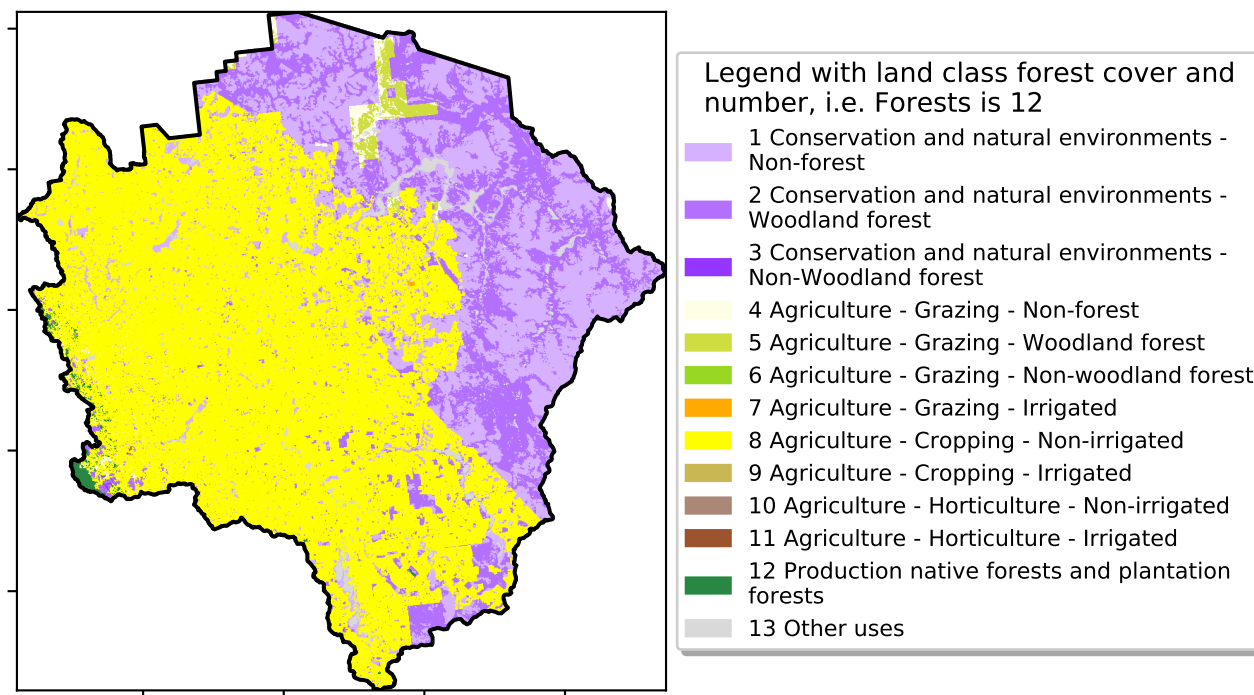 Legend with land class forest cover and
number, i.e. Forests is 12
1 Conservation and natural environments -
Non-forest
2 Conservation and natural environments -
Woodland forest
3 Conservation and natural environments -
Non-Woodland forest
4 Agriculture - Grazing - Non-forest
5 Agriculture - Grazing - Woodland forest
6 Agriculture - Grazing - Non-woodland forest
7 Agriculture - Grazing - Irrigated
8 Agriculture - Cropping - Non-irrigated
9 Agriculture - Cropping - Irrigated
10 Agriculture - Horticulture - Non-irrigated
11 Agriculture - Horticulture - Irrigated
12 Production native forests and plantation
forests
13 Other uses